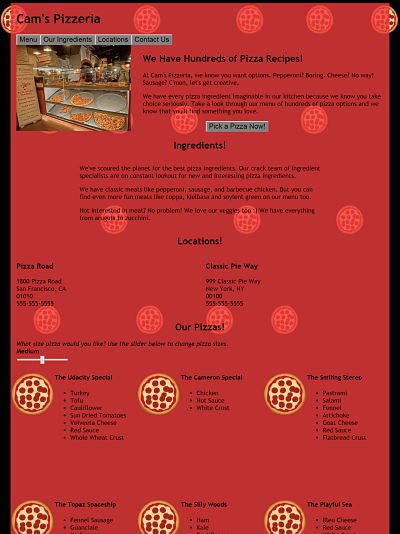 Cam's Pizzeria
Menu Our Ingredients Locations Contact Us
We Have Hundreds of Pizza Recipes!
At Cam's Pizzeria, we know you want options. Pepperoni? Boring. Cheese? No way!
Sausage? C'mon, let's get crazy.
We have every pizza ingredient imaginable in our kitchen because we know you take
choice seriously. Take a look through our menu of hundreds of pizza options and we
know that you'll find something you love.
Pick a Pizza Now!
Ingredients!
We've scoured the planet for the best pizza ingredients. Our crack team of ingredient
specialists are on constant lookout for new and interesting pizza ingredients.
We have classic meats like pepperoni, sausage, and barbecue chicken. But you can
find even more fun meats like coppa, kielbasa and soylent green on our menu too.
Not interested in meat? No problem! We love our veggies too :) We have everything
from arugula to zucchini.
Locations!
Pizza Road
1800 Pizza Road
San Francisco, CA
01010
555-555-5555
Classic Pie Way
999 Classic Pie Way
New York, NY
00100
555-555-5555
Our Pizzas!
What size pizza would you like? Use the slider below to change pizza sizes.
Medium
The Udacity Special
Turkey
Tofu
Cauliflower
Sun Dried Tomatoes
Velveeta Cheese
Red Sauce
Whole Wheat Crust
The Cameron Special
Chicken
Hot Sauce
White Crust
The Smiling Stereo
Pastrami
Salami
Fennel
Artichoke
Goat Cheese
Red Sauce
Flatbread Crust
The Topaz Spaceship
Fennel Sausage
Guanciale
The Silly Woods
Ham
Kale
The Playful Sea
Bleu Cheese
Red Sauce